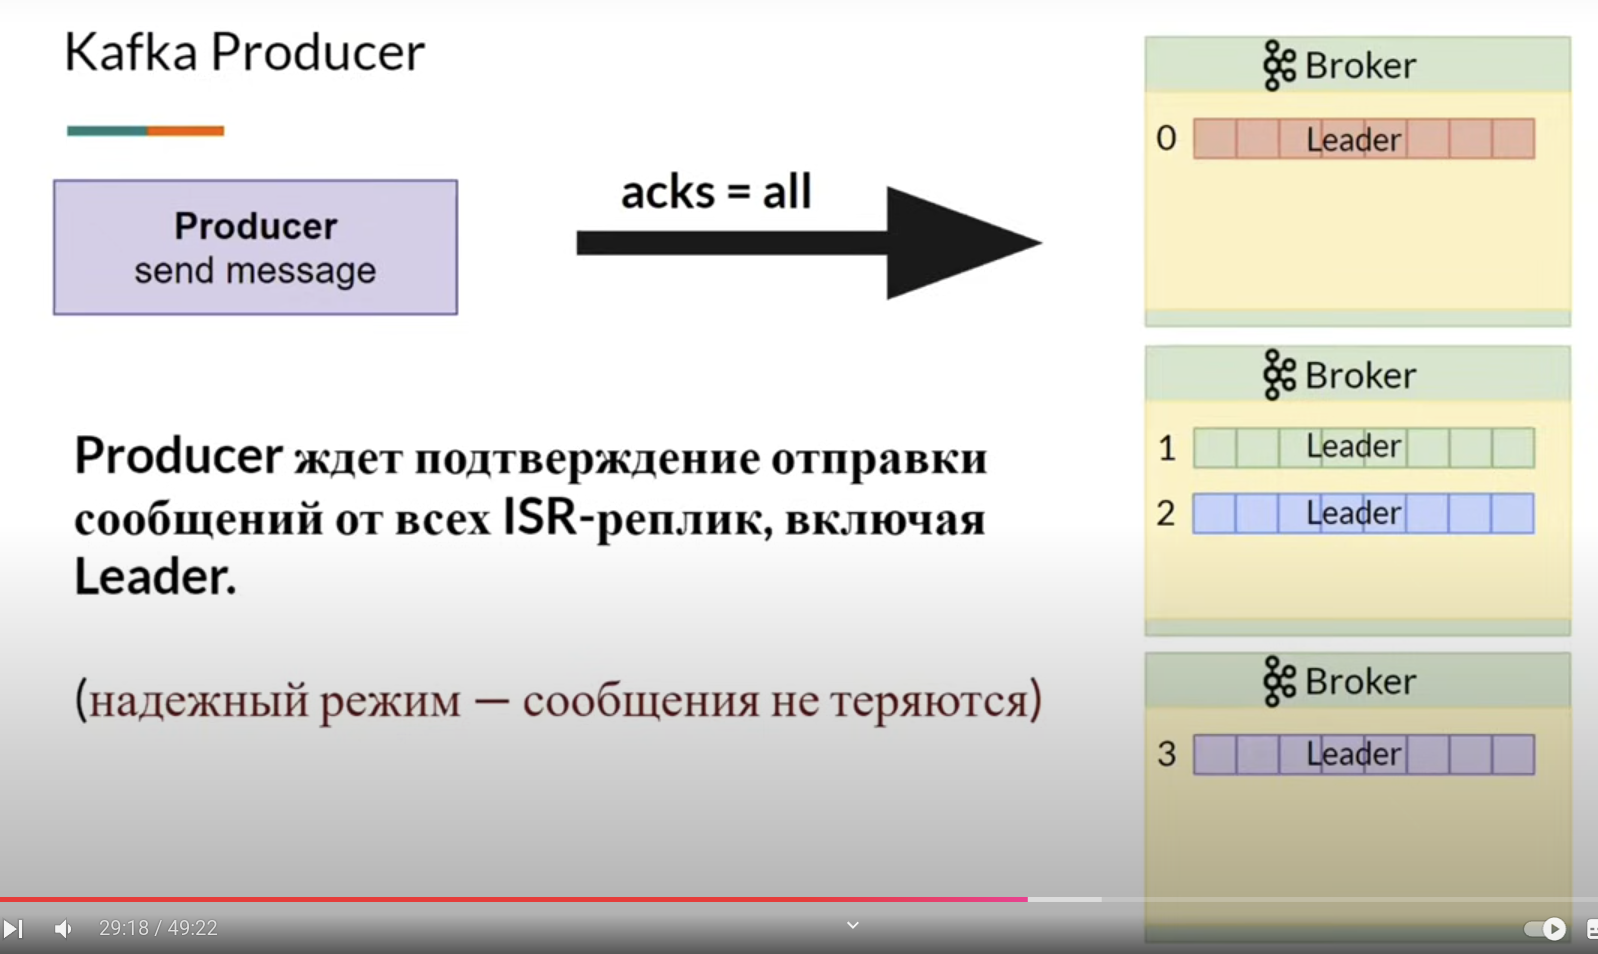 Kafka Producer
Producer
send message
acks = all
Producer ждет подтверждение отправки
сообщений от всех ISR-реплик, включая
Leader.
(надежный режим — сообщения не теряются)
Broker
0 Leader
Broker
1 Leader
2 Leader
Broker
3 Leader
29:18 / 49:22